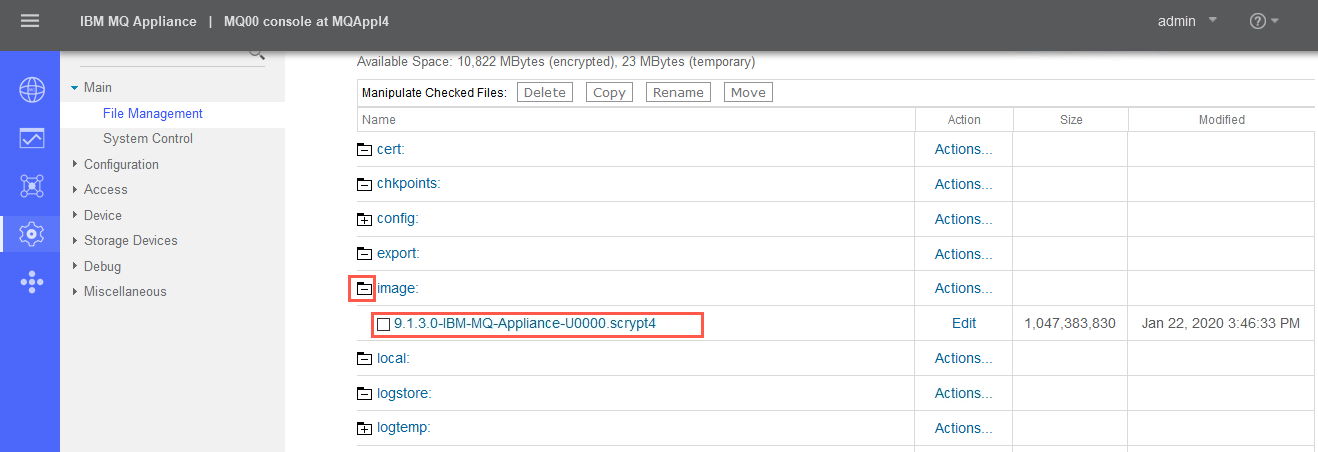 IBM MQ Appliance | MQ00 console at MQAppl4
admin
?
Main
File Management
System Control
Configuration
Access
Device
Storage Devices
Debug
Miscellaneous
Available Space: 10,822 MBytes (encrypted), 23 MBytes (temporary)
Manipulate Checked Files: Delete Copy Rename Move
Name Action Size Modified
cert: Actions...
chkpoints: Actions...
config: Actions...
export: Actions...
image: Actions...
9.1.3.0-IBM-MQ-Appliance-U0000.scrypt4 Edit 1,047,383,830 Jan 22, 2020 3:46:33 PM
local: Actions...
logstore: Actions...
logtemp: Actions...